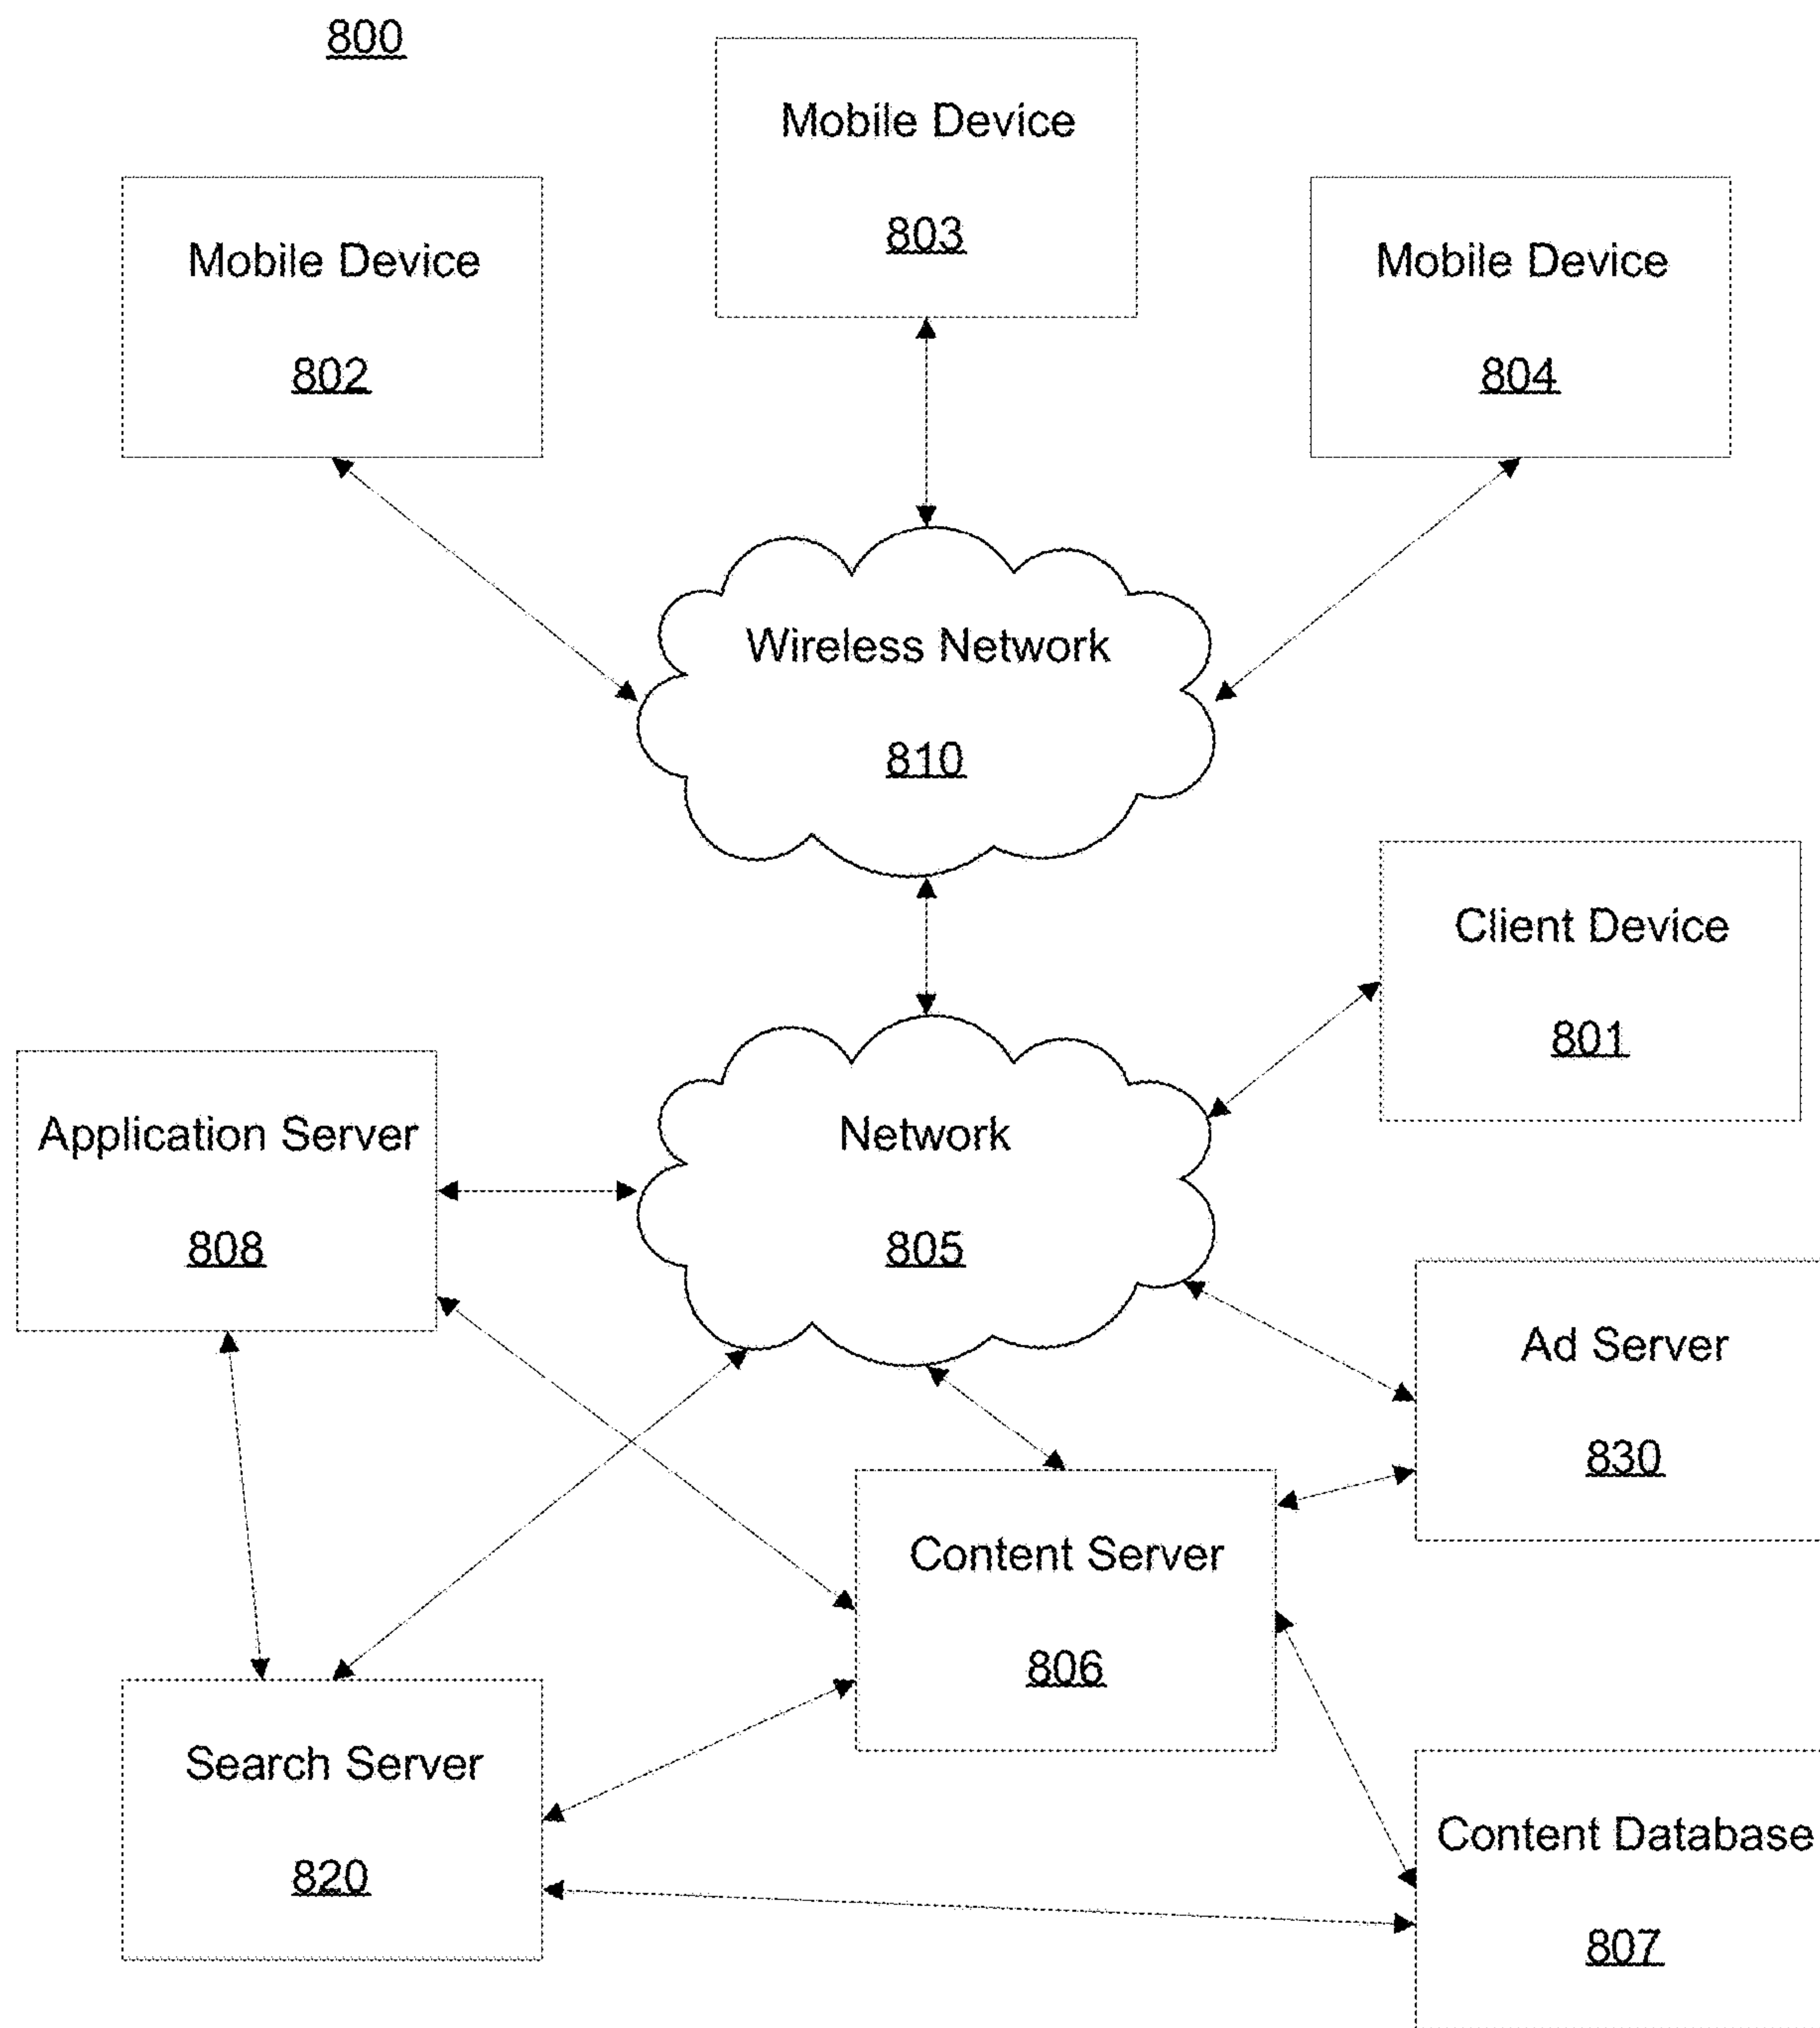 800
Mobile Device
803
Mobile Device
802
Mobile Device
804
Wireless Network
810
Client Device
801
Application Server
808
Network
805
Ad Server
830
Content Server
806
Search Server
820
Content Database
807